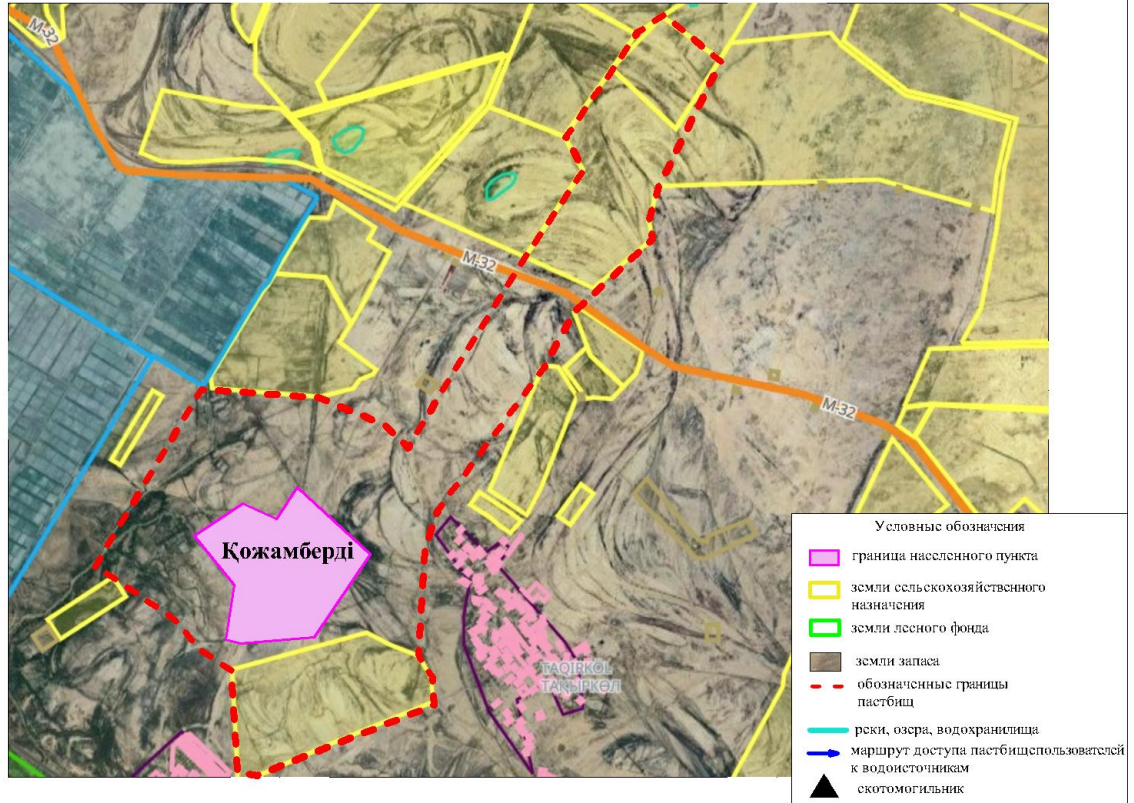 М-32
М-32
М-32
Қожамберді
TAQIRKOL
ТАҚЫРКӨЛ
Условные обозначения
граница населенного пункта
земли сельскохозяйственного
назначения
земли лесного фонда
земли запаса
обозначенные границы
пастбищ
реки, озера, водохранилища
маршрут доступа пастбищепользователей
к водоисточникам
скотомогильник